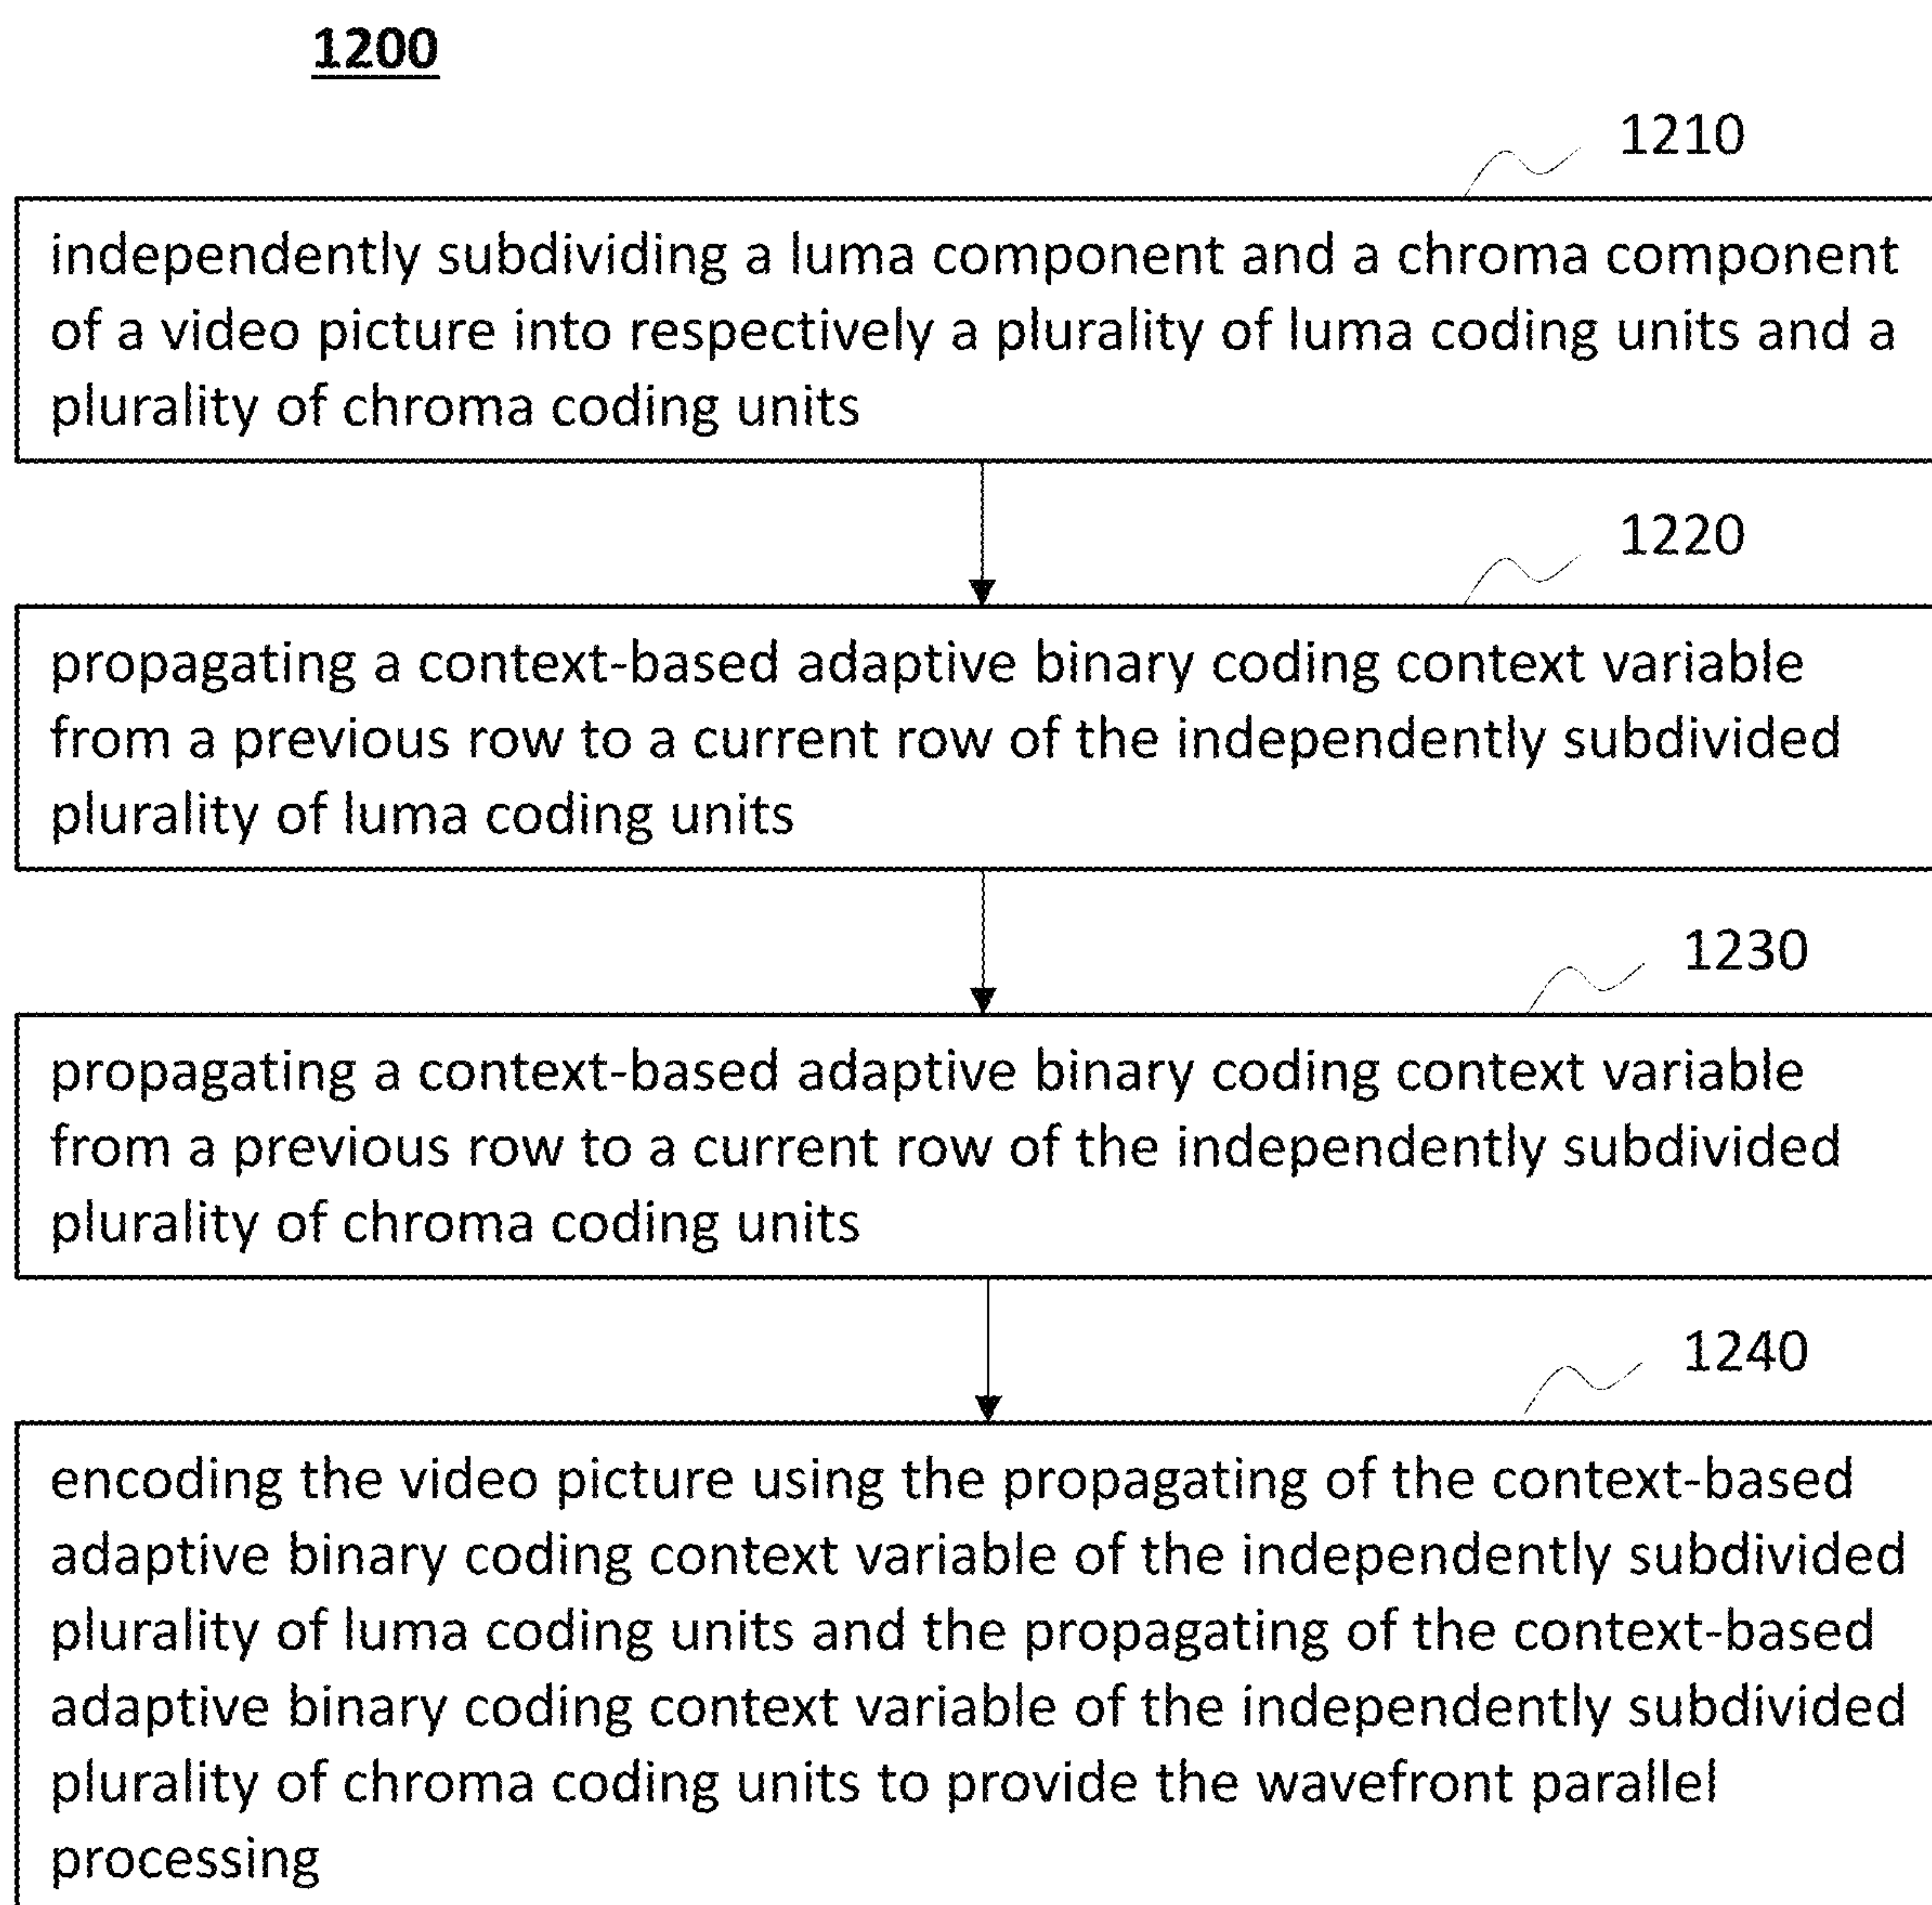 1200
1210
independently subdividing a luma component and a chroma component
of a video picture into respectively a plurality of luma coding units and a
plurality of chroma coding units
1220
propagating a context-based adaptive binary coding context variable
from a previous row to a current row of the independently subdivided
plurality of luma coding units
1230
propagating a context-based adaptive binary coding context variable
from a previous row to a current row of the independently subdivided
plurality of chroma coding units
1240
encoding the video picture using the propagating of the context-based
adaptive binary coding context variable of the independently subdivided
plurality of luma coding units and the propagating of the context-based
adaptive binary coding context variable of the independently subdivided
plurality of chroma coding units to provide the wavefront parallel
processing